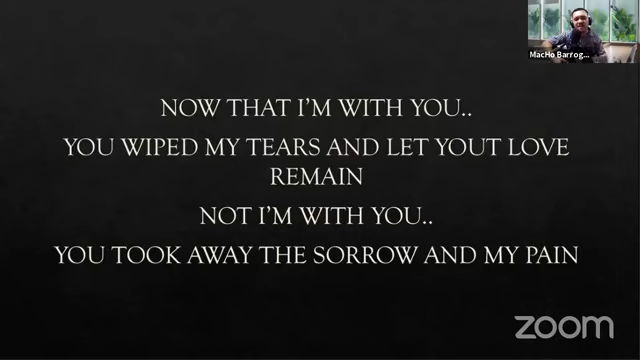 MacHo Barrog...
NOW THAT I'M WITH YOU..
YOU WIPED MY TEARS AND LET YOUT LOVE
REMAIN
NOT I'M WITH YOU..
YOU TOOK AWAY THE SORROW AND MY PAIN
zoom